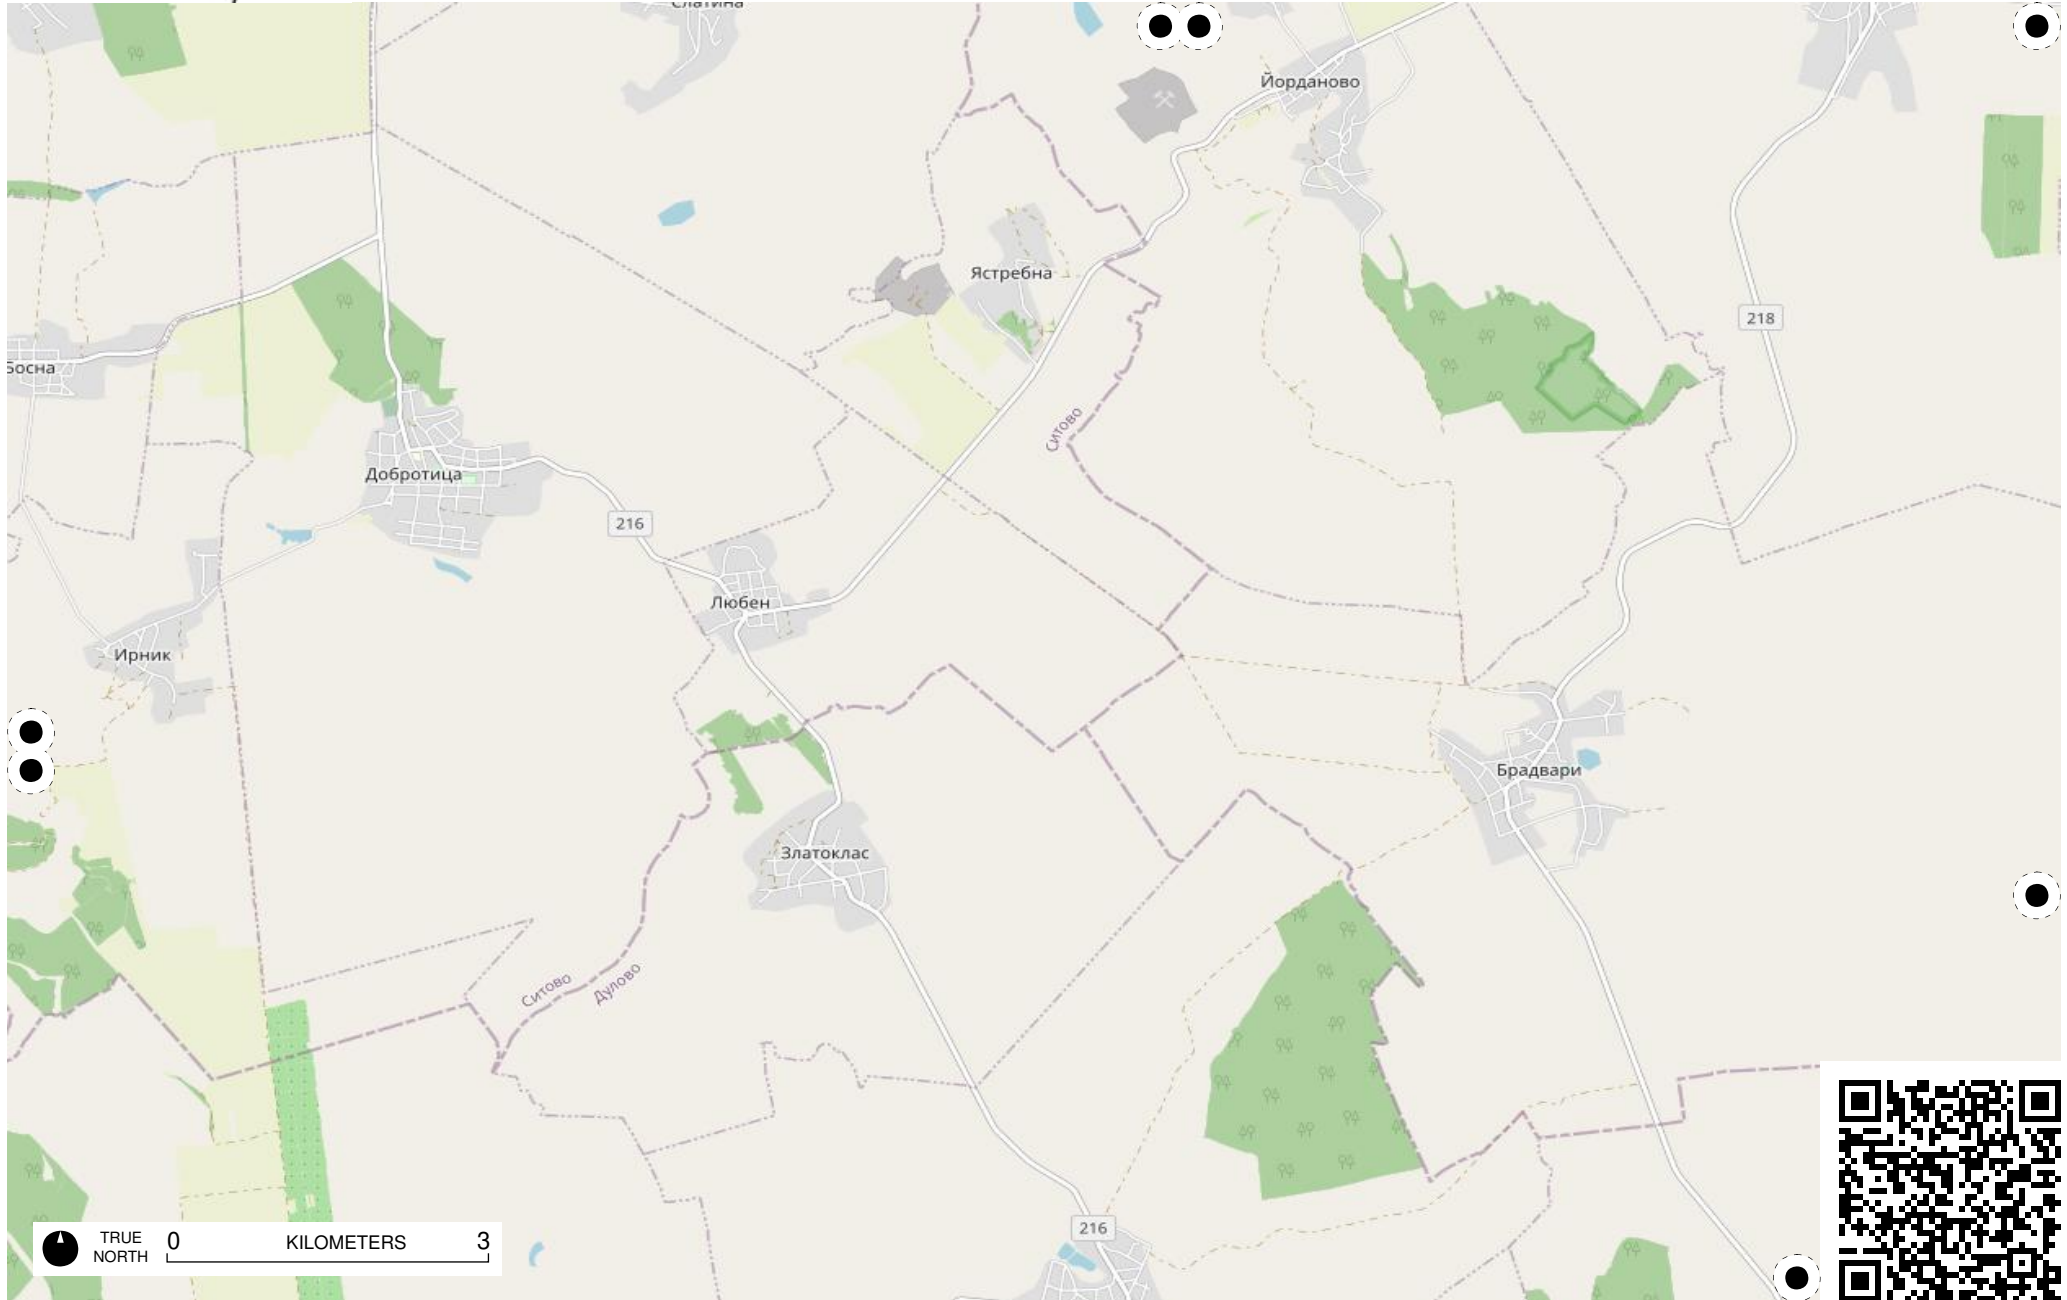 Слатина
Йорданово
Ястребна
218
Босна
Ситово
Добротица
216
Любен
Ирник
Брадвари
Златоклас
Ситово
Дулово
216
TRUE
NORTH
0 KILOMETERS 3